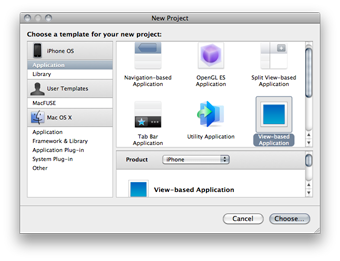 New Project
Choose a template for your new project:
iPhone OS
Application
Library
User Templates
MacFUSE
Mac OS X
Application
Framework & Library
Application Plug-in
System Plug-in
Other
Navigation-based
Application
OpenGL ES
Application
Split View-based
Application
Tab Bar
Application
Utility Application
View-based
Application
Product
iPhone
View-based Application
Cancel
Choose...